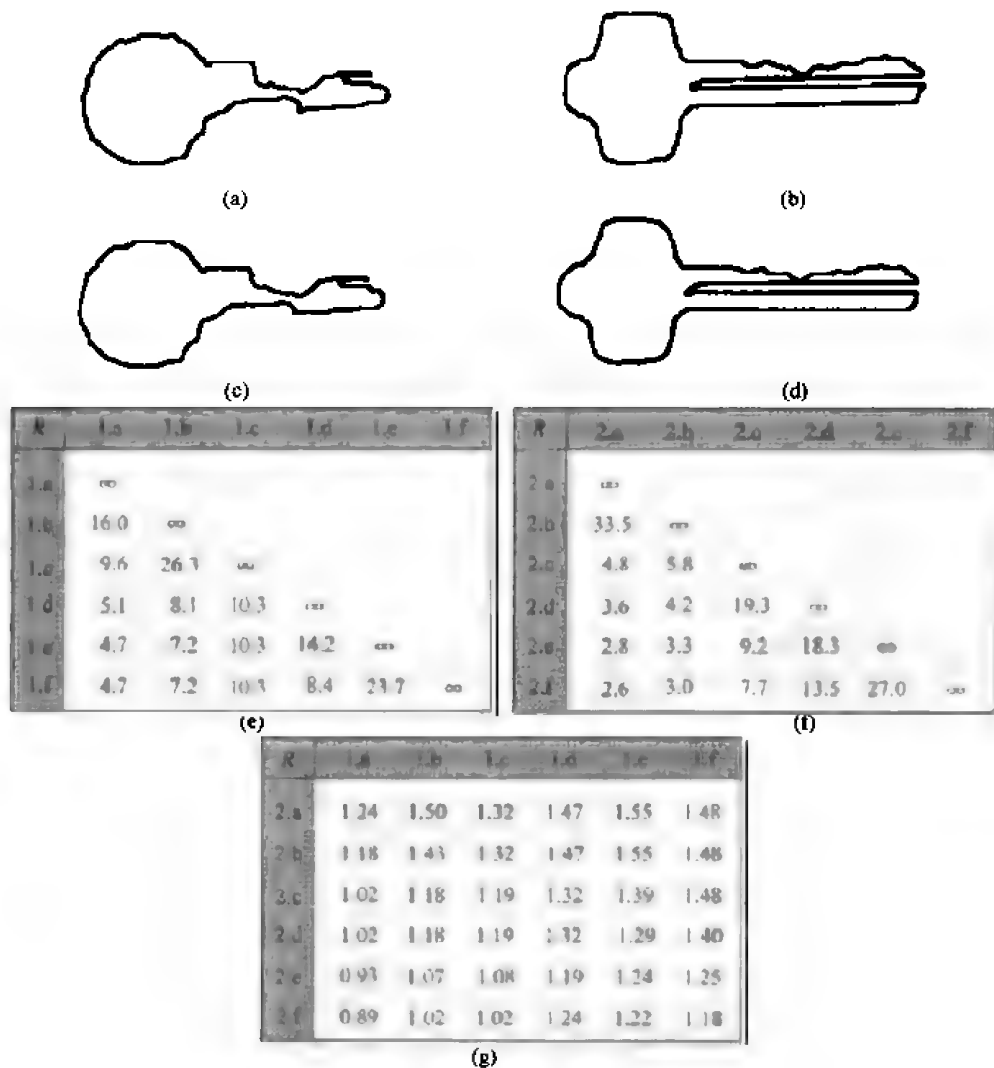 (a)
(b)
(c)
(d)
R 1.a 1.b 1.c 1.d 1.e 1.f
1.a ∞
1.b 16.0 ∞
1.c 9.6 26.3 ∞
1.d 5.1 8.1 10.3 ∞
1.e 4.7 7.2 10.3 14.2 ∞
1.f 4.7 7.2 10.3 8.4 23.7 ∞
(e)
R 2.a 2.b 2.c 2.d 2.e 2.f
2.a ∞
2.b 33.5 ∞
2.c 4.8 5.8 ∞
2.d 3.6 4.2 19.3 ∞
2.e 2.8 3.3 9.2 18.3 ∞
2.f 2.6 3.0 7.7 13.5 27.0 ∞
(f)
R 1.a 1.b 1.c 1.d 1.e 1.f
2.a 1.24 1.50 1.32 1.47 1.55 1.48
2.b 1.18 1.43 1.32 1.47 1.55 1.48
2.c 1.02 1.18 1.19 1.32 1.39 1.48
2.d 1.02 1.18 1.19 1.32 1.29 1.40
2.e 0.93 1.07 1.08 1.19 1.24 1.25
2.f 0.89 1.02 1.02 1.24 1.22 1.18
(g)